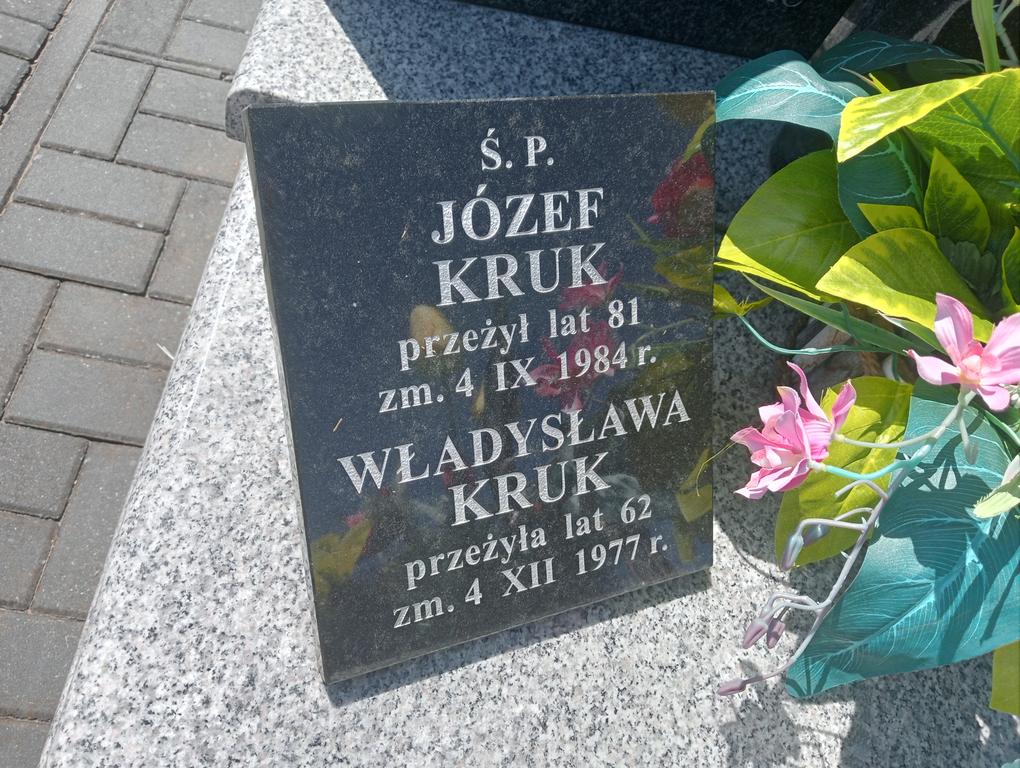 Ś. P.
JÓZEF
KRUK
przeżył lat 81
zm. 4 IX 1984 r.
WŁADYSŁAWA
KRUK
przeżyła lat 62
zm. 4 XII 1977 r.